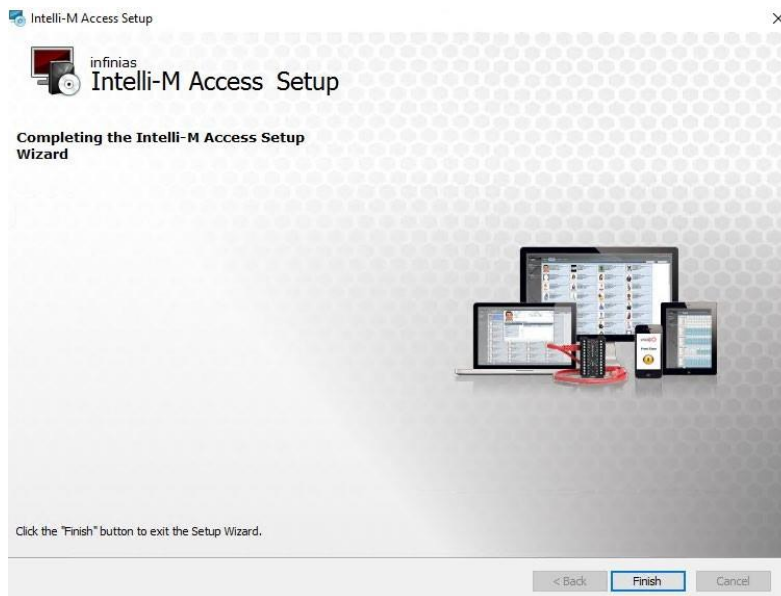 Intelli-M Access Setup
infinias
Intelli-M Access Setup
Completing the Intelli-M Access Setup
Wizard
Click the "Finish" button to exit the Setup Wizard.
< Back Finish Cancel